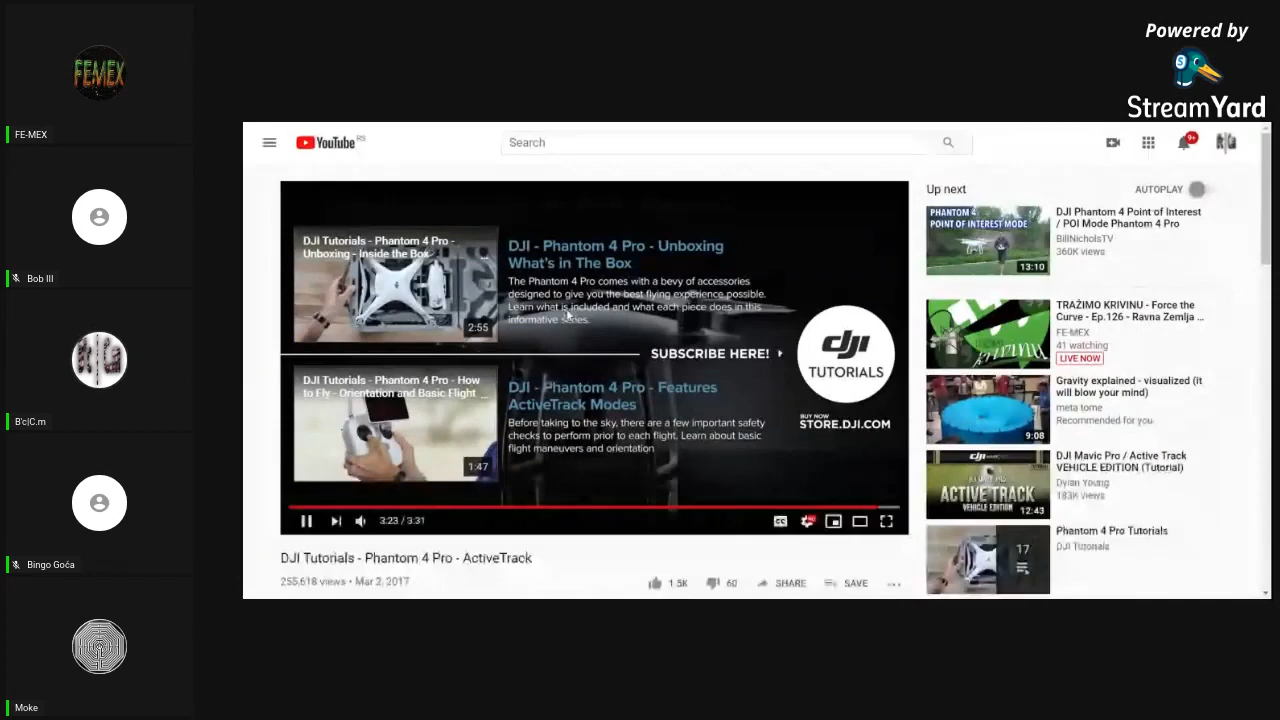 FEMEX
FE-MEX
Bob III
B'c|C.m
Bingo Goča
Moke
Powered by
StreamYard
YouTube RS
Search
9+
DJI Tutorials - Phantom 4 Pro -
Unboxing - Inside the Box
...
2:55
DJI - Phantom 4 Pro - Unboxing
What's in The Box
The Phantom 4 Pro comes with a bevy of accessories
designed to give you the best flying experience possible.
Learn what is included and what each piece does in this
informative series.
SUBSCRIBE HERE!
dji
TUTORIALS
BUY NOW
STORE.DJI.COM
DJI Tutorials - Phantom 4 Pro - How
to Fly - Orientation and Basic Flight ...
1:47
DJI - Phantom 4 Pro - Features
ActiveTrack Modes
Before taking to the sky, there are a few important safety
checks to perform prior to each flight. Learn about basic
flight maneuvers and orientation
3:23 / 3:31
CC
DJI Tutorials - Phantom 4 Pro - ActiveTrack
255,618 views • Mar 2, 2017
1.5K
60
SHARE
SAVE
...
Up next
AUTOPLAY
PHANTOM 4
POINT OF INTEREST MODE
13:10
DJI Phantom 4 Point of Interest
/ POI Mode Phantom 4 Pro
BillNicholsTV
360K views
TRAŽIMO KRIVINU - Force the
Curve - Ep.126 - Ravna Zemlja ...
FE-MEX
41 watching
LIVE NOW
Gravity explained - visualized (it
will blow your mind)
meta tome
Recommended for you
9:08
DJI Mavic Pro / Active Track
VEHICLE EDITION (Tutorial)
Dylan Young
183K views
dji
ACTIVE TRACK
VEHICLE EDITION
12:43
Phantom 4 Pro Tutorials
DJI Tutorials
17